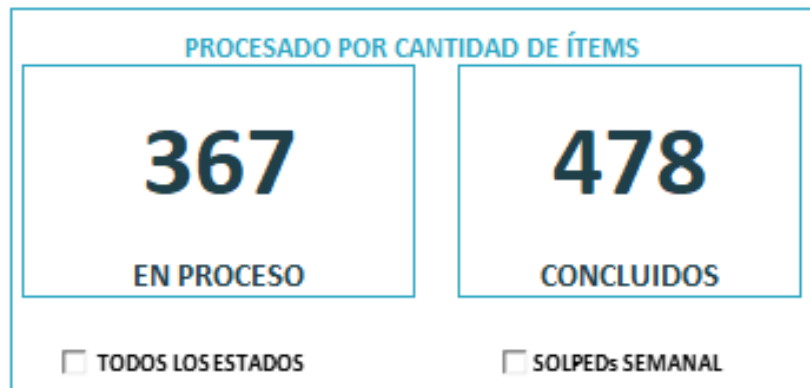 PROCESADO POR CANTIDAD DE ÍTEMS
367
478
EN PROCESO
CONCLUIDOS
TODOS LOS ESTADOS
SOLPEDs SEMANAL